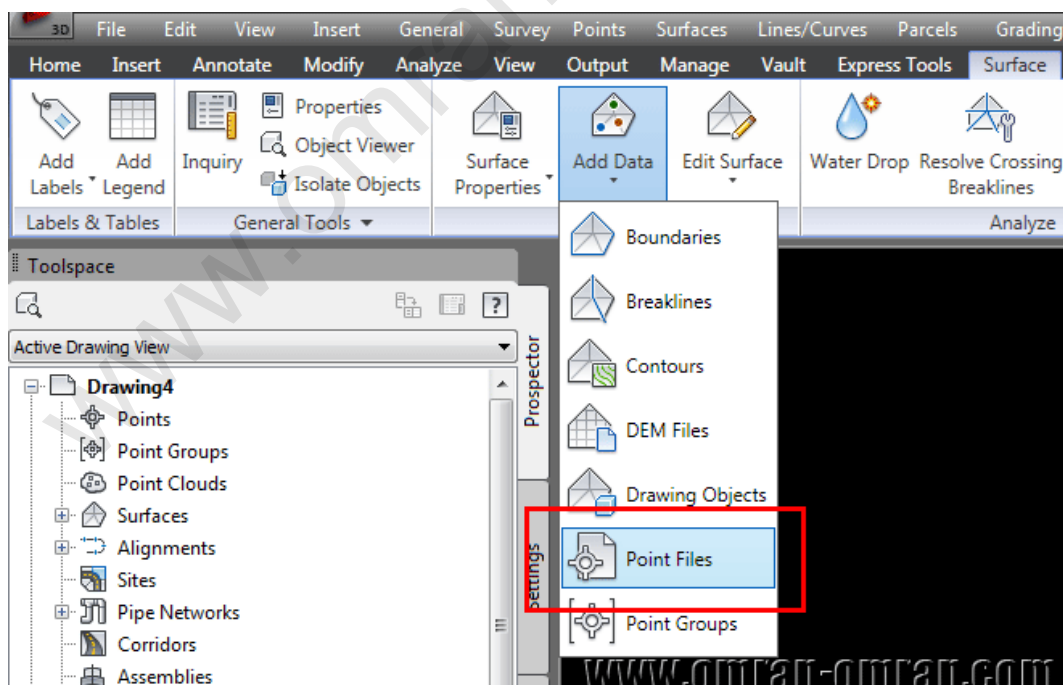 3D File Edit View Insert General Survey Points Surfaces Lines/Curves Parcels Grading
Home Insert Annotate Modify Analyze View Output Manage Vault Express Tools Surface
Properties
Object Viewer
Isolate Objects
Add Labels
Add Legend
Inquiry
Surface Properties
Add Data
Edit Surface
Water Drop
Resolve Crossing Breaklines
Labels & Tables
General Tools
Analyze
Boundaries
Breaklines
Contours
DEM Files
Drawing Objects
Point Files
Point Groups
Toolspace
Active Drawing View
Prospector
Settings
Drawing4
Points
Point Groups
Point Clouds
Surfaces
Alignments
Sites
Pipe Networks
Corridors
Assemblies
www.omran-omran.com